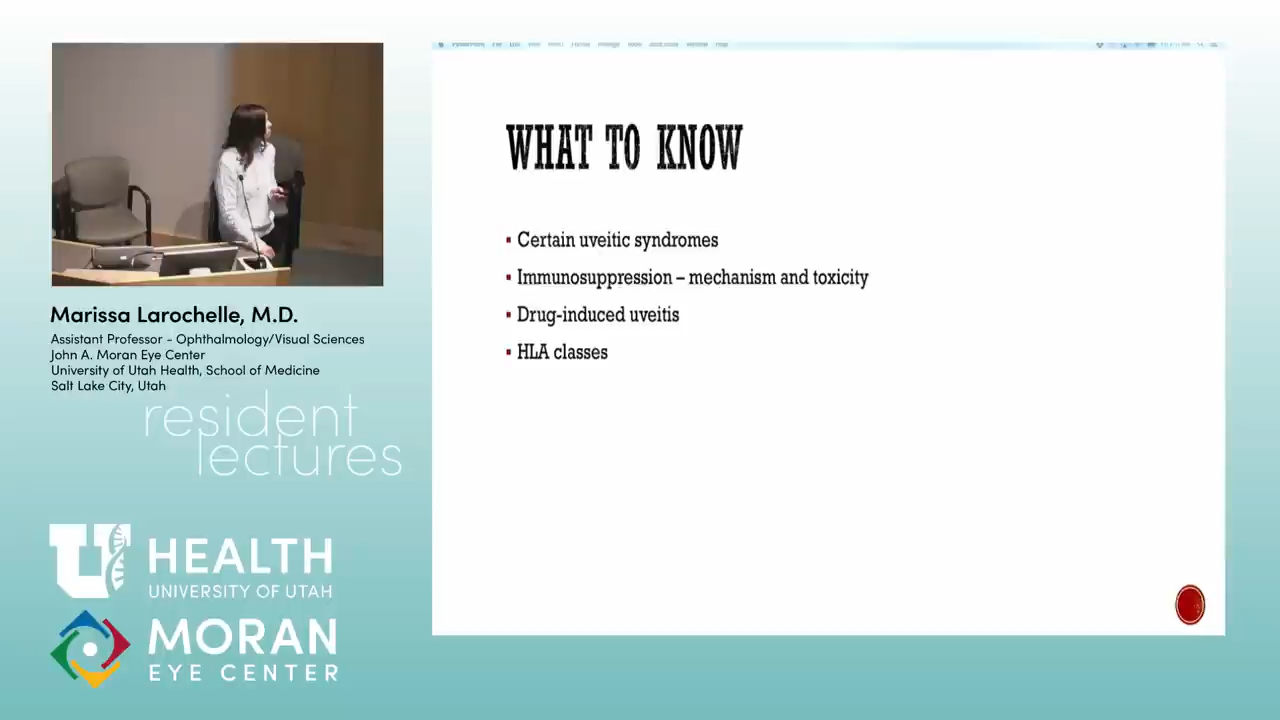 WHAT TO KNOW
Certain uveitic syndromes
Immunosuppression – mechanism and toxicity
Drug-induced uveitis
HLA classes
Marissa Larochelle, M.D.
Assistant Professor - Ophthalmology/Visual Sciences
John A. Moran Eye Center
University of Utah Health, School of Medicine
Salt Lake City, Utah
resident
lectures
U HEALTH
UNIVERSITY OF UTAH
MORAN
EYE CENTER